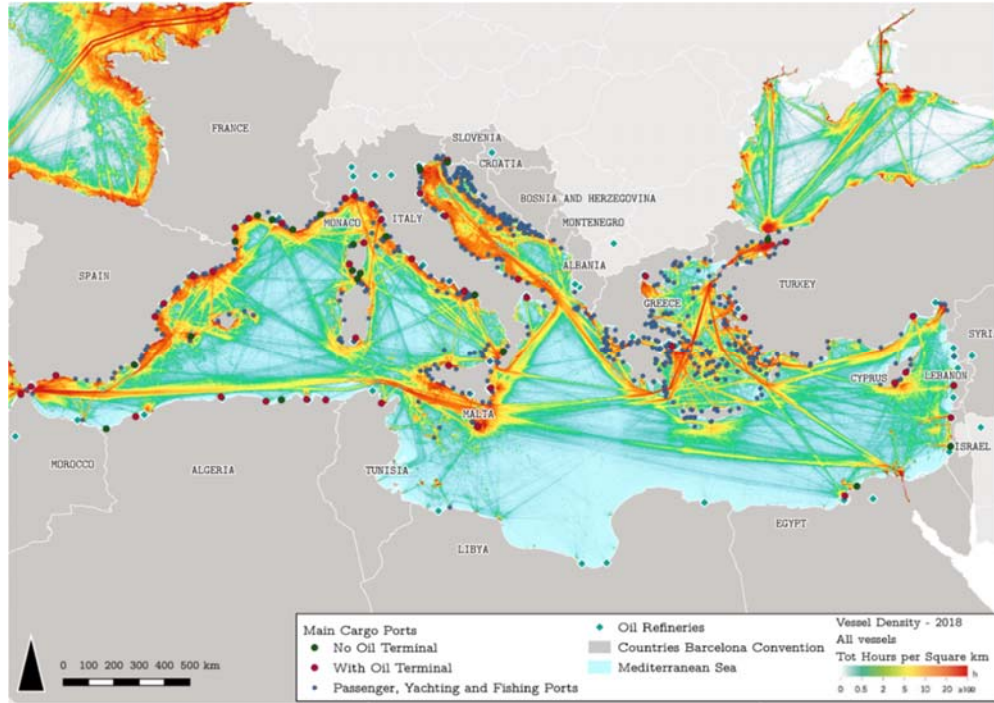 FRANCE
SLOVENIA
CROATIA
BOSNIA AND HERZEGOVINA
MONACO
ITALY
MONTENEGRO
ALBANIA
SPAIN
GREECE
TURKEY
SYRI
CYPRUS
LEBANON
MALTA
ISRAEL
MOROCCO
ALGERIA
TUNISIA
EGYPT
LIBYA
0 100 200 300 400 500 km
Main Cargo Ports
No Oil Terminal
With Oil Terminal
Passenger, Yachting and Fishing Ports
Oil Refineries
Countries Barcelona Convention
Mediterranean Sea
Vessel Density - 2018
All vessels
Tot Hours per Square km
h
0 0.5 2 5 10 20 ≥100